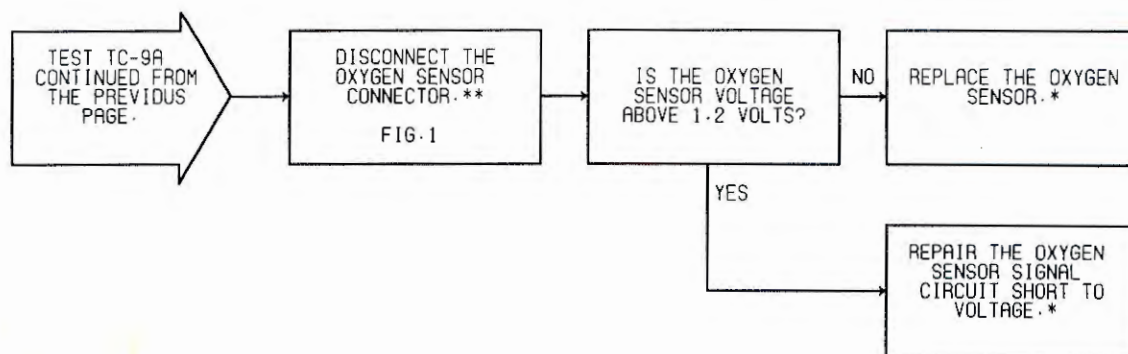 TEST TC-9A
CONTINUED FROM
THE PREVIDUS
PAGE.
DISCONNECT THE
OXYGEN SENSOR
CONNECTOR.**
FIG.1
IS THE OXYGEN
SENSOR VOLTAGE
ABOVE 1.2 VOLTS?
NO
REPLACE THE OXYGEN
SENSOR.*
YES
REPAIR THE OXYGEN
SENSOR SIGNAL
CIRCUIT SHORT TO
VOLTAGE.*